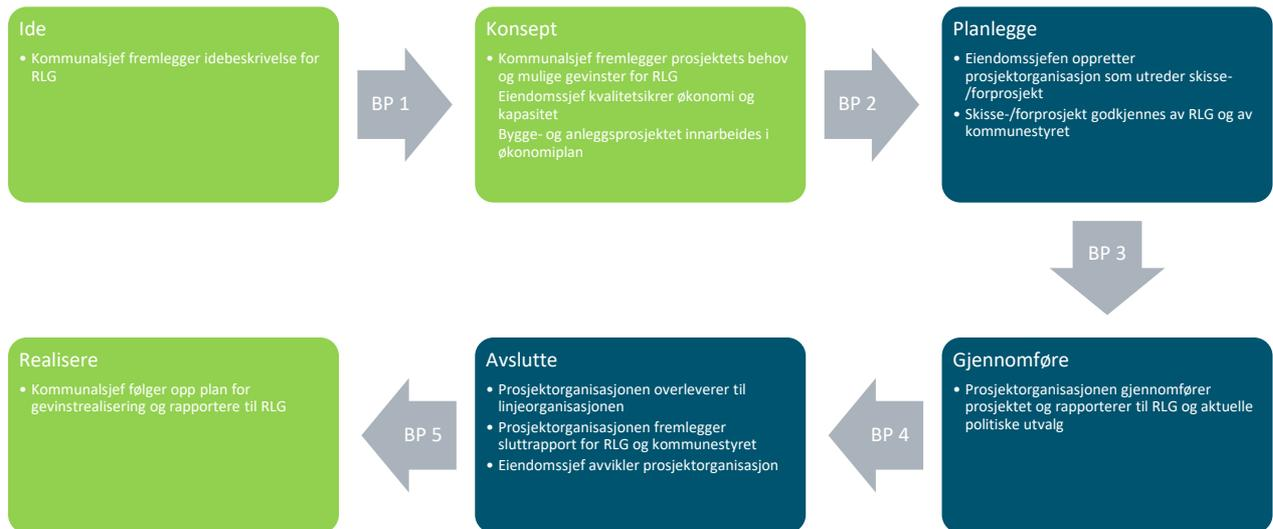 Ide
• Kommunalsjef fremlegger idebeskrivelse for
RLG
BP 1
Konsept
• Kommunalsjef fremlegger prosjektets behov
og mulige gevinster for RLG
Eiendomssjef kvalitetsikrer økonomi og
kapasitet
Bygge- og anleggsprosjektet innarbeides i
økonomiplan
BP 2
Planlegge
• Eiendomssjefen oppretter
prosjektorganisasjon som utreder skisse-
/forprosjekt
• Skisse-/forprosjekt godkjennes av RLG og av
kommunestyret
BP 3
Gjennomføre
• Prosjektorganisasjonen gjennomfører
prosjektet og rapporterer til RLG og aktuelle
politiske utvalg
BP 4
Avslutte
• Prosjektorganisasjonen overleverer til
linjeorganisasjonen
• Prosjektorganisasjonen fremlegger
sluttrapport for RLG og kommunestyret
• Eiendomssjef avvikler prosjektorganisasjon
BP 5
Realisere
• Kommunalsjef følger opp plan for
gevinstrealisering og rapportere til RLG